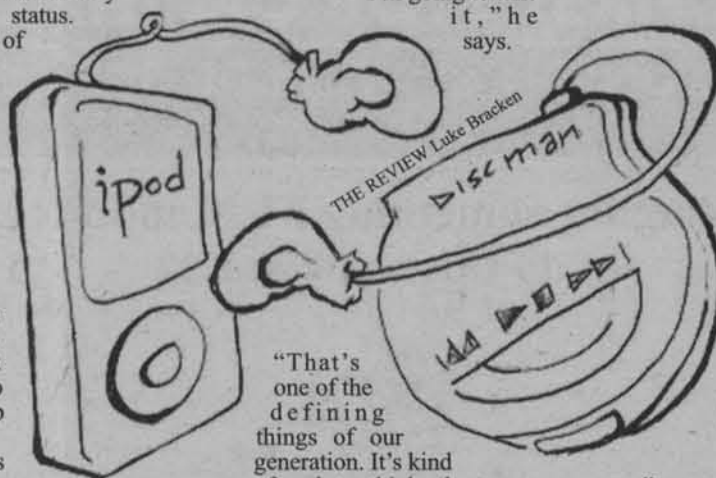 status.
of
it," he
says.
THE REVIEW Luke Bracken
ipod
Discman
"That's
one of the
defining
things of our
generation. It's kind